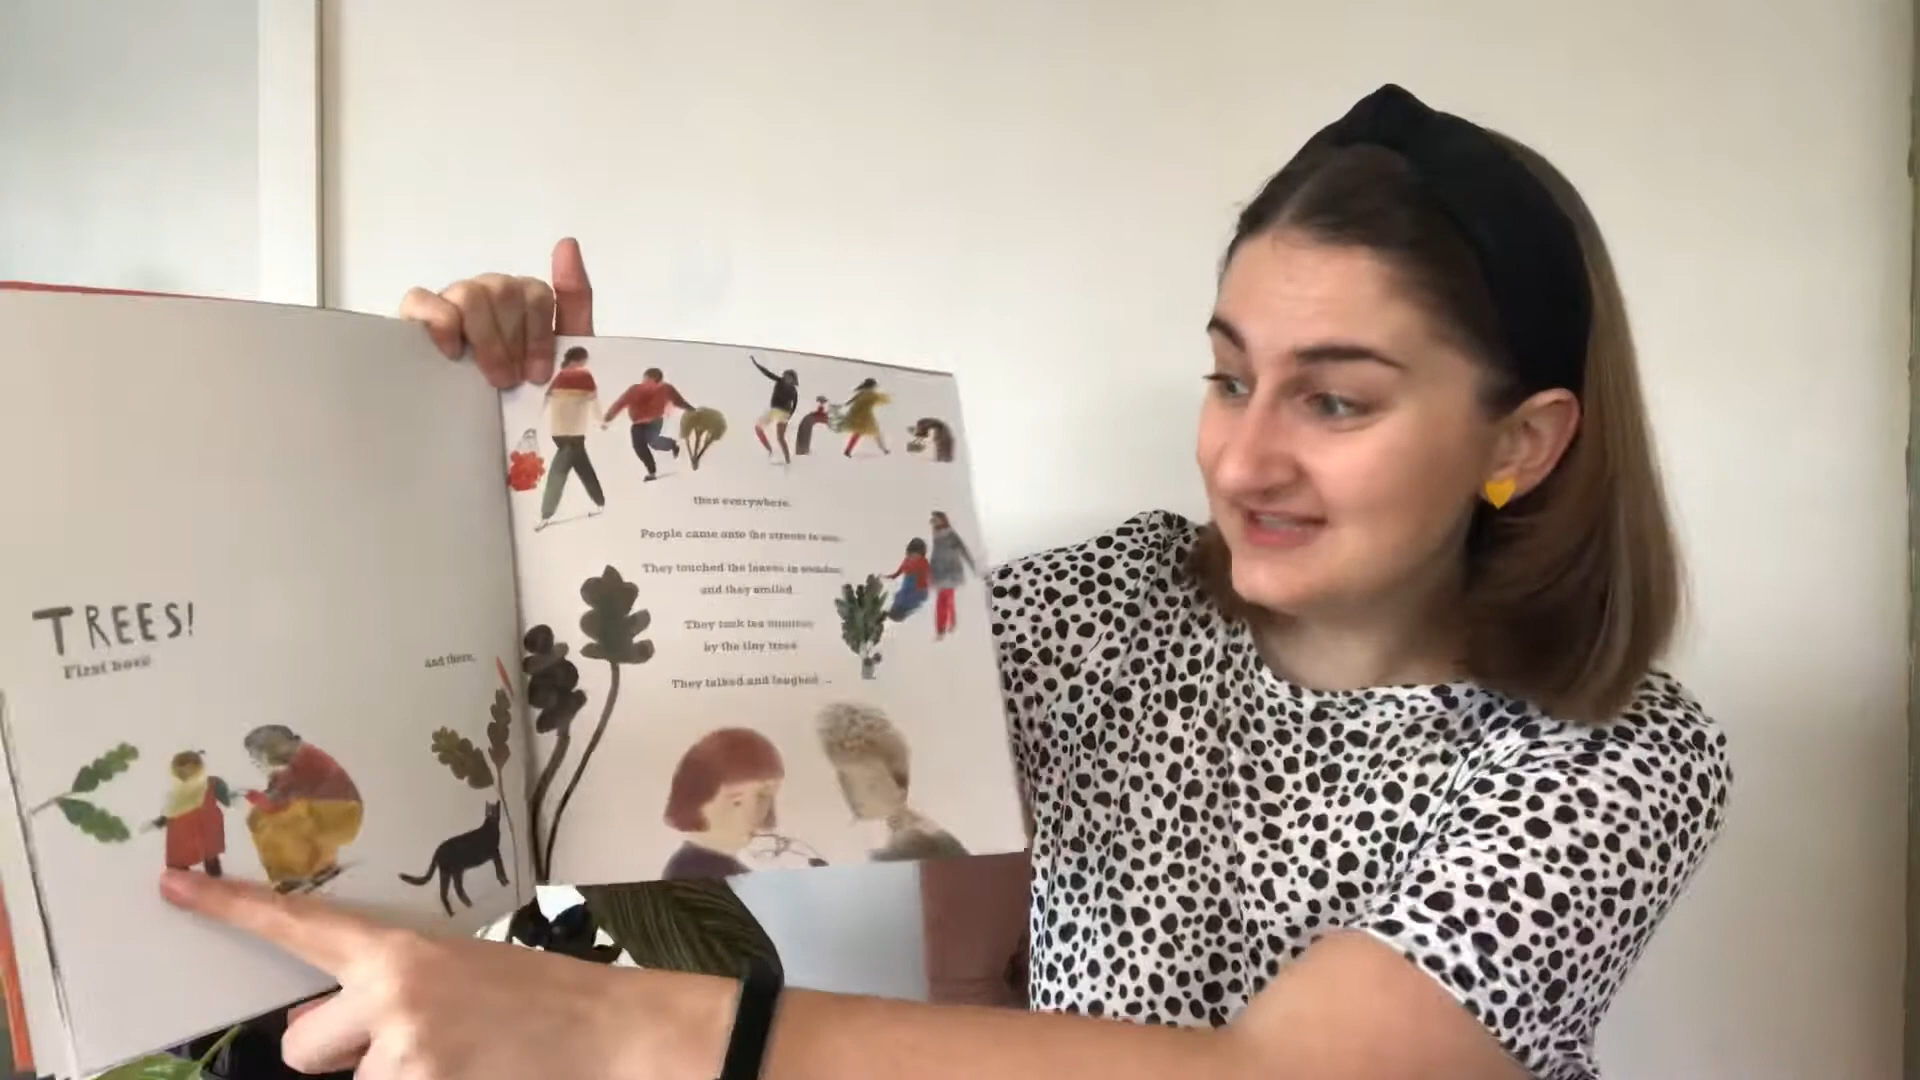 TREES!
First here
and there,
then everywhere.
People came onto the streets to see.
They touched the leaves in wonder
and they smiled.
They took tea together
by the tiny trees
They talked and laughed ...